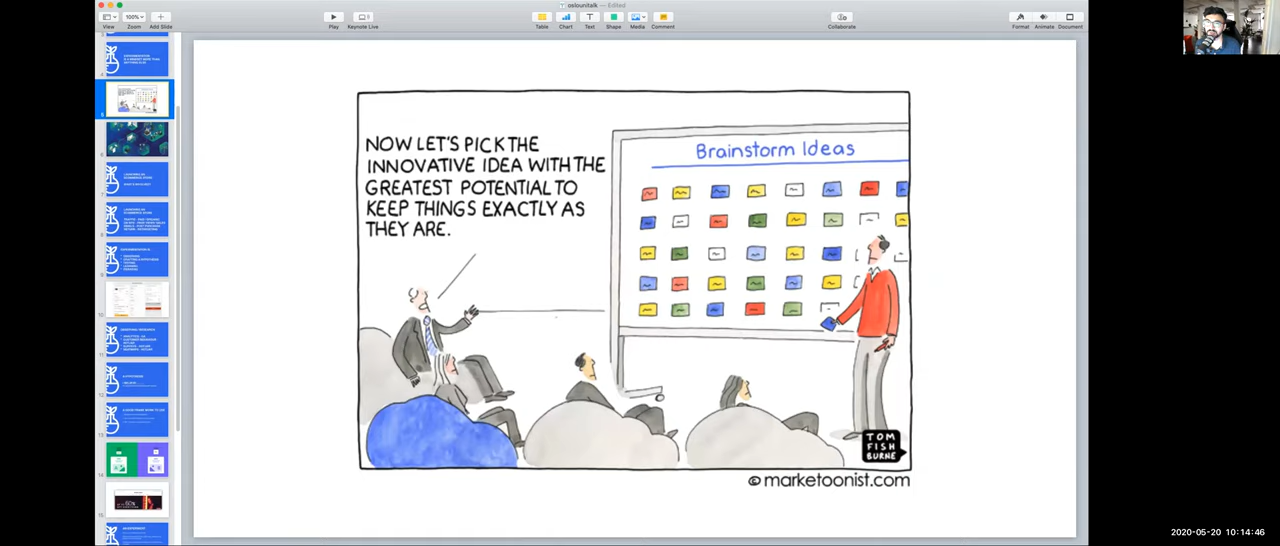 oslounitalk — Edited
100%
View
Zoom
Add Slide
Play
Keynote Live
Table
Chart
Text
Shape
Media
Comment
Collaborate
Format
Animate
Document
NOW LET'S PICK THE
INNOVATIVE IDEA WITH THE
GREATEST POTENTIAL TO
KEEP THINGS EXACTLY AS
THEY ARE.
Brainstorm Ideas
TOM
FISH
BURNE
© marketoonist.com
2020-05-20 10:14:46